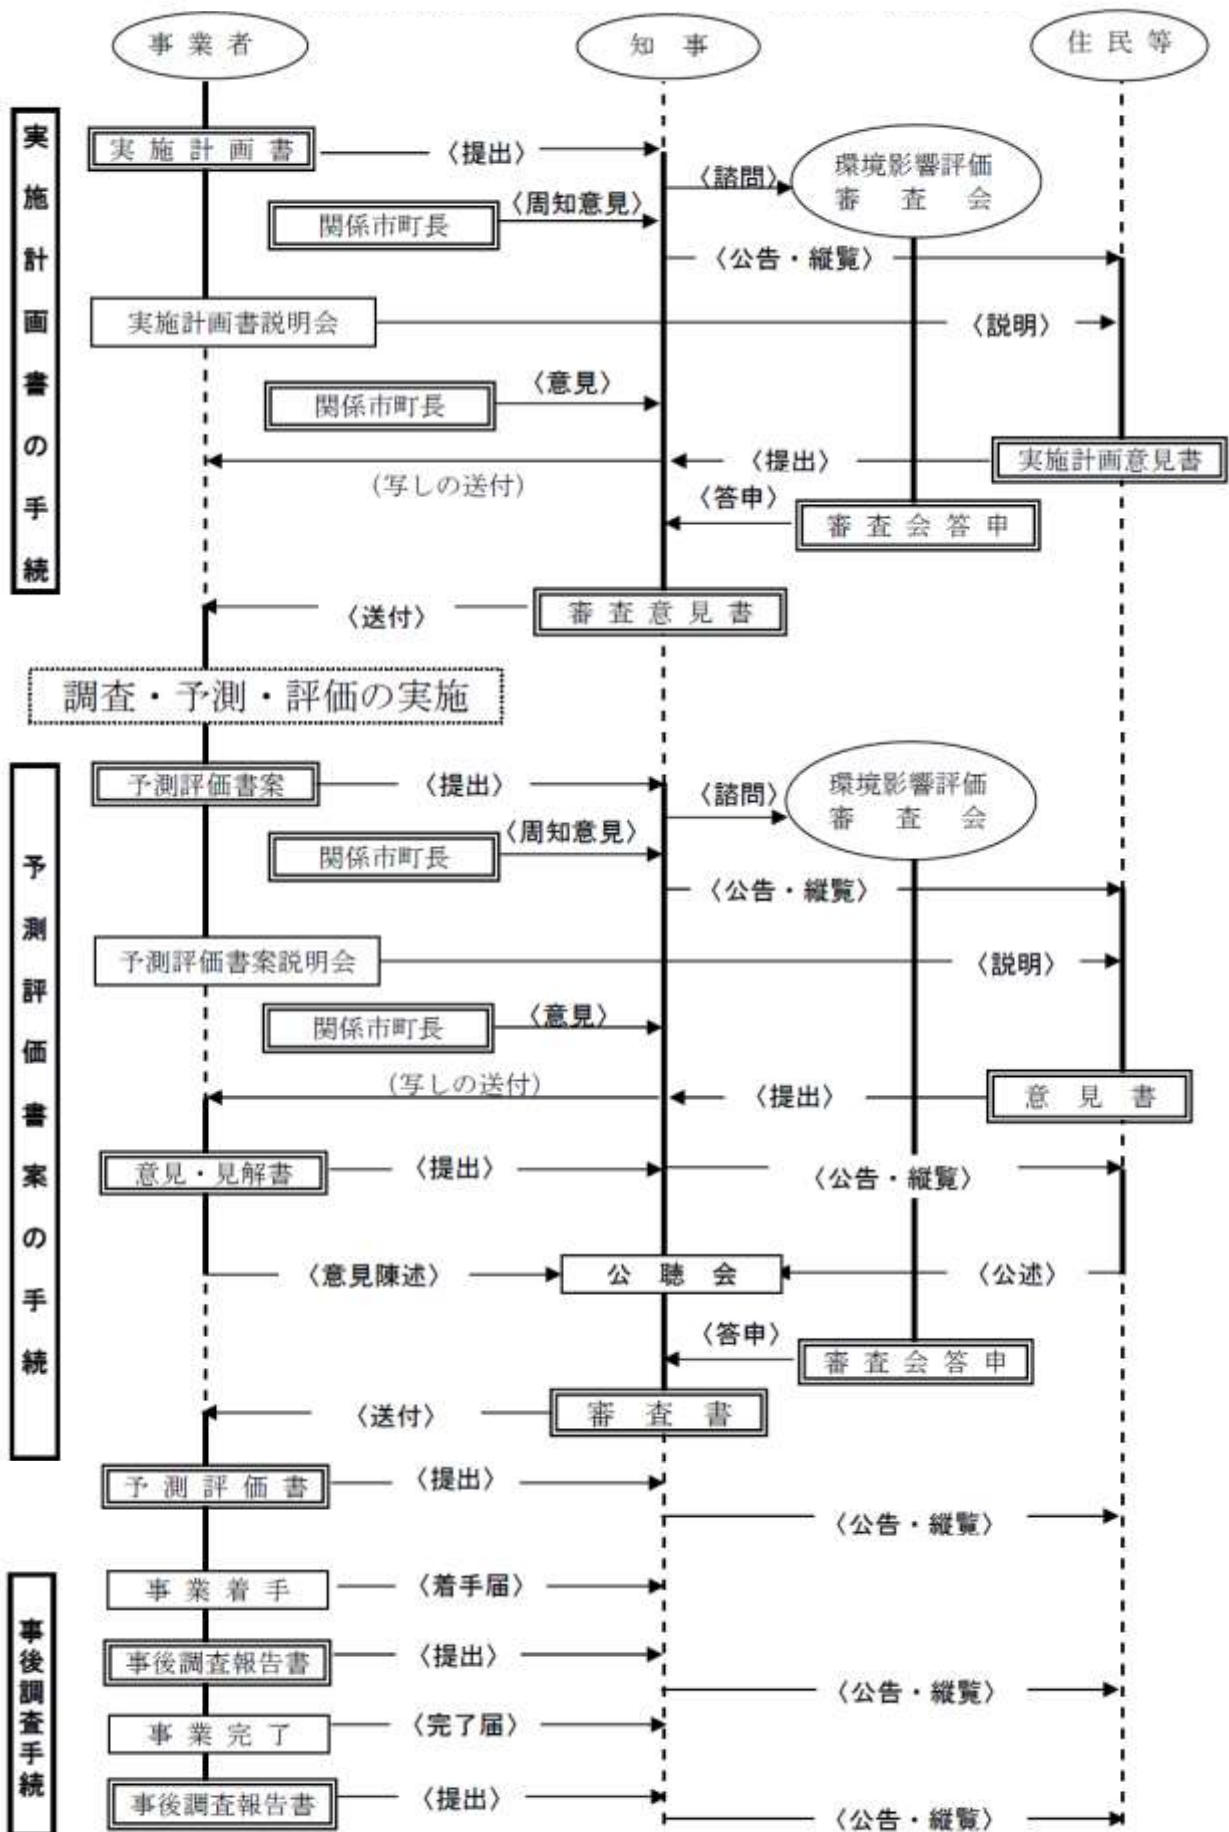 事業者
知事
住民等
実施計画書の手続
実施計画書
〈提出〉
〈諮問〉
環境影響評価
審査会
関係市町長
〈周知意見〉
〈公告・縦覧〉
実施計画書説明会
〈説明〉
関係市町長
〈意見〉
(写しの送付)
〈提出〉
実施計画意見書
〈答申〉
審査会答申
〈送付〉
審査意見書
調査・予測・評価の実施
予測評価書案の手続
予測評価書案
〈提出〉
〈諮問〉
環境影響評価
審査会
関係市町長
〈周知意見〉
〈公告・縦覧〉
予測評価書案説明会
〈説明〉
関係市町長
〈意見〉
(写しの送付)
〈提出〉
意見書
意見・見解書
〈提出〉
〈公告・縦覧〉
〈意見陳述〉
公聴会
〈公述〉
〈答申〉
審査会答申
〈送付〉
審査書
予測評価書
〈提出〉
〈公告・縦覧〉
事後調査手続
事業着手
〈着手届〉
事後調査報告書
〈提出〉
〈公告・縦覧〉
事業完了
〈完了届〉
事後調査報告書
〈提出〉
〈公告・縦覧〉